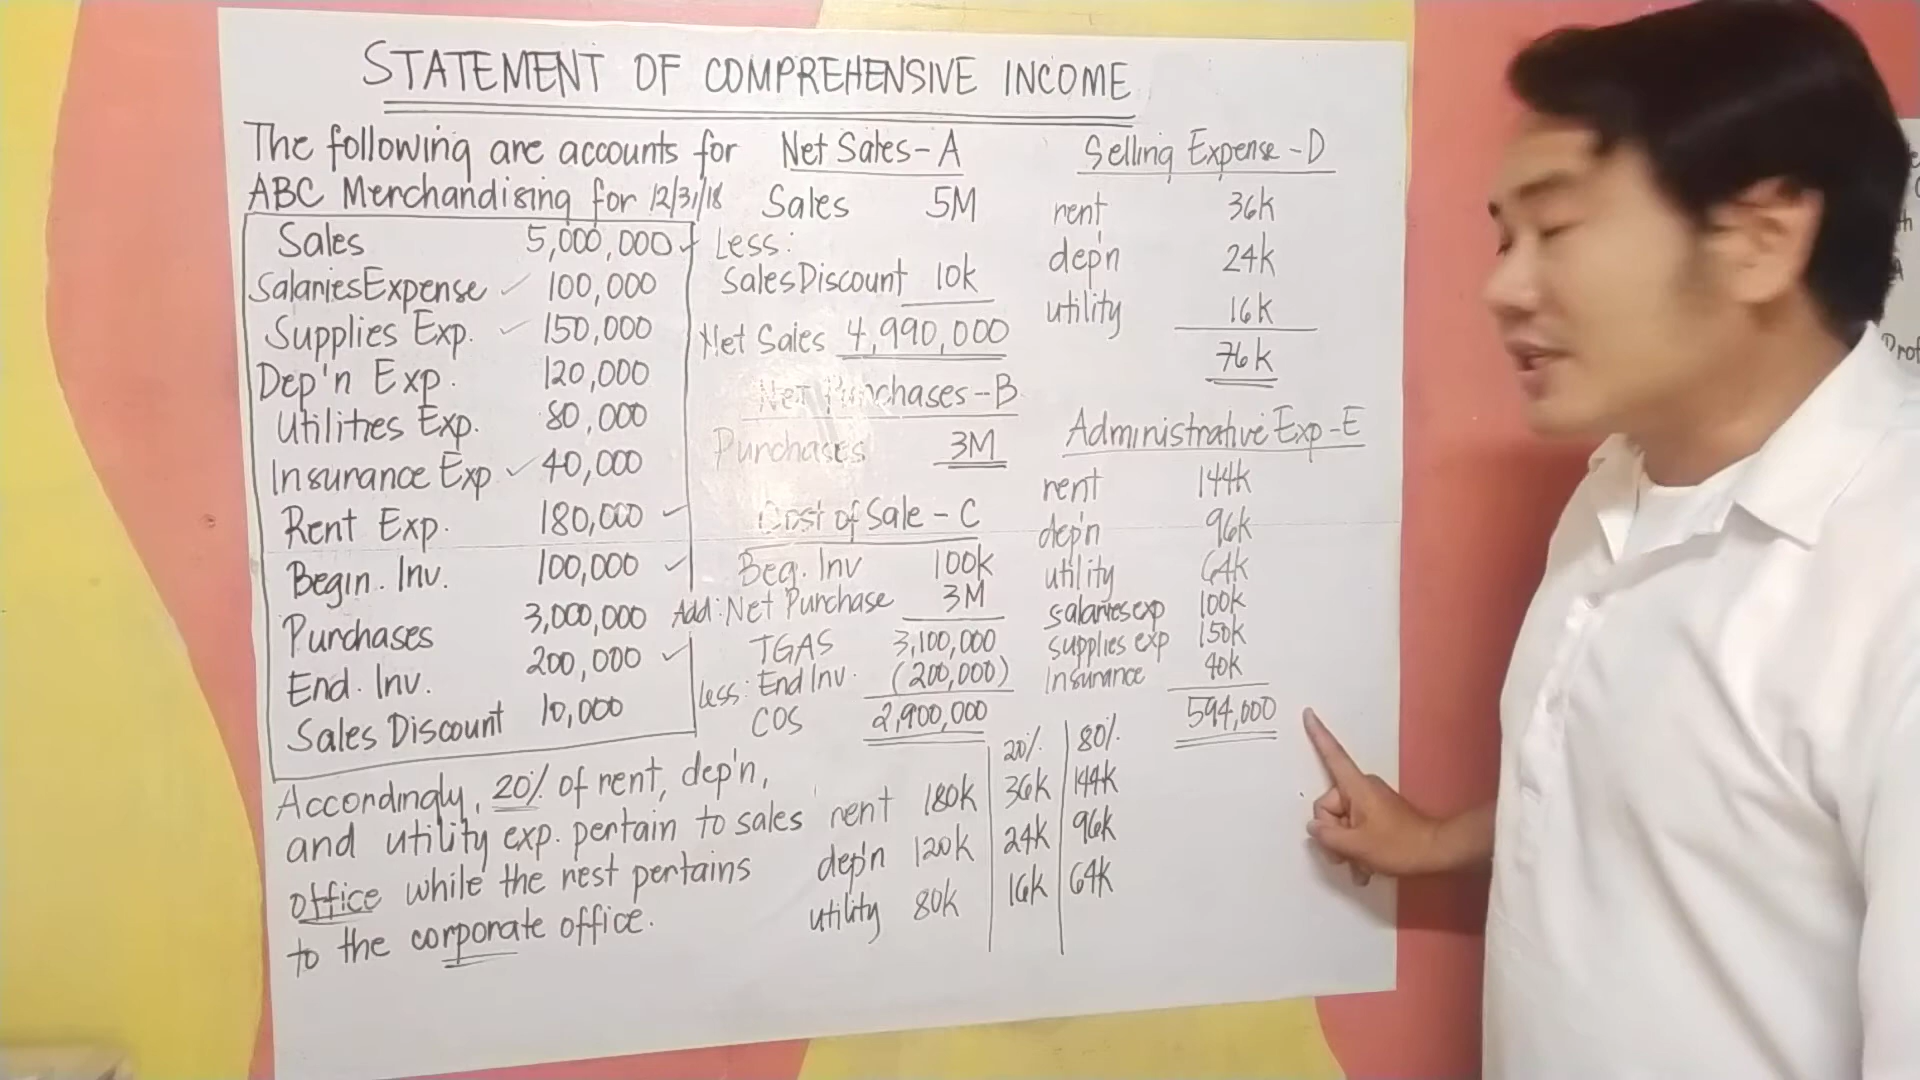 STATEMENT OF COMPREHENSIVE INCOME
The following are accounts for
ABC Merchandising for 12/31/18
Sales 5,000,000
Salaries Expense 100,000
Supplies Exp. 150,000
Dep'n Exp. 120,000
Utilities Exp. 80,000
Insurance Exp 40,000
Rent Exp. 180,000
Begin. Inv. 100,000
Purchases 3,000,000
End. Inv. 200,000
Sales Discount 10,000
Accordingly, 20% of rent, dep'n,
and utility exp. pertain to sales
office while the rest pertains
to the corporate office.
Net Sales - A
Sales 5M
Less:
Sales Discount 10k
Net Sales 4,990,000
Net Purchases - B
Purchases 3M
Cost of Sale - C
Beg. Inv 100k
Add: Net Purchase 3M
TGAS 3,100,000
Less: End Inv. (200,000)
COS 2,900,000
20% 80%
rent 180k 36k 144k
dep'n 120k 24k 96k
utility 80k 16k 64k
Selling Expense - D
rent 36k
dep'n 24k
utility 16k
76k
Administrative Exp - E
rent 144k
dep'n 96k
utility 64k
salaries exp 100k
supplies exp 150k
Insurance 40k
594,000